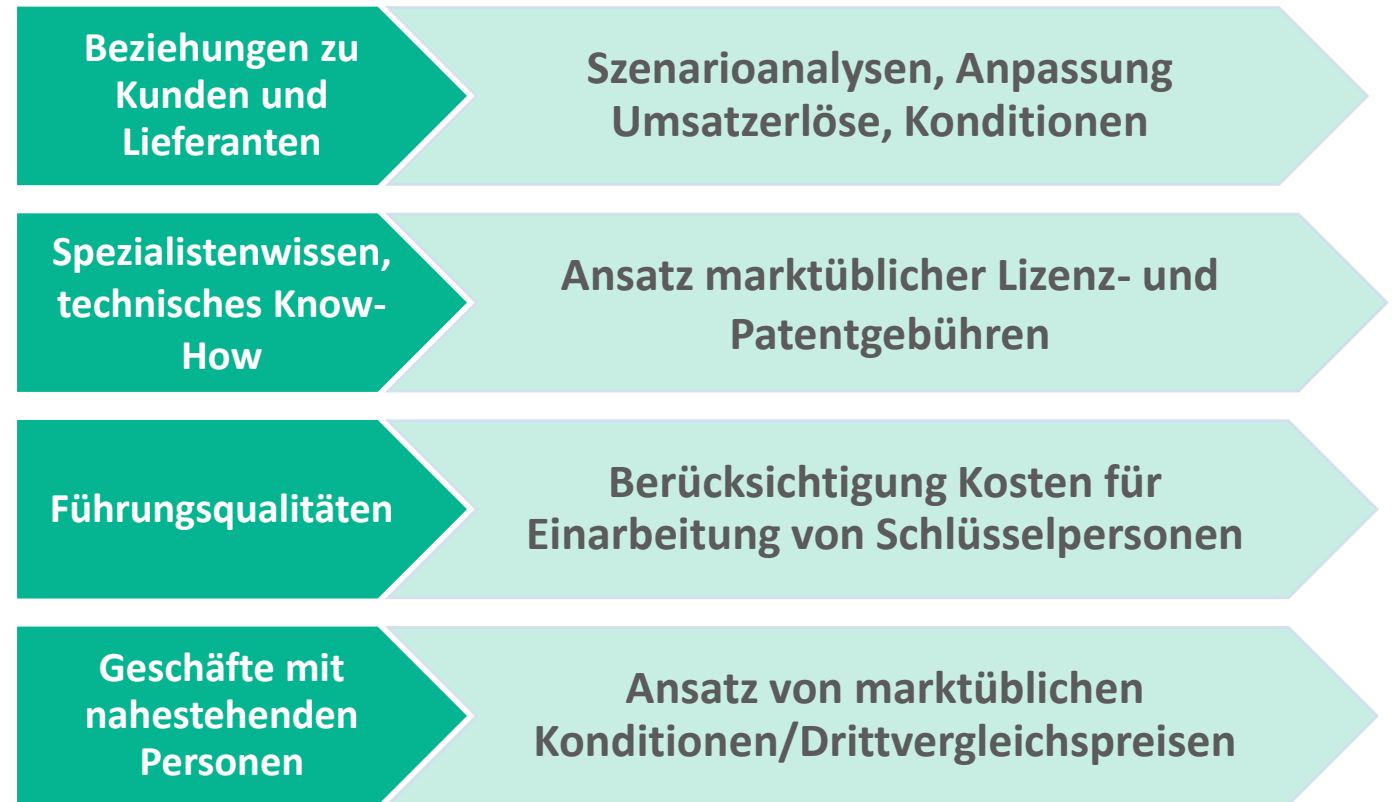 Beziehungen zu
Kunden und
Lieferanten
Szenarioanalysen, Anpassung
Umsatzerlöse, Konditionen
Spezialistenwissen,
technisches Know-
How
Ansatz marktüblicher Lizenz- und
Patentgebühren
Führungsqualitäten
Berücksichtigung Kosten für
Einarbeitung von Schlüsselpersonen
Geschäfte mit
nahestehenden
Personen
Ansatz von marktüblichen
Konditionen/Drittvergleichspreisen